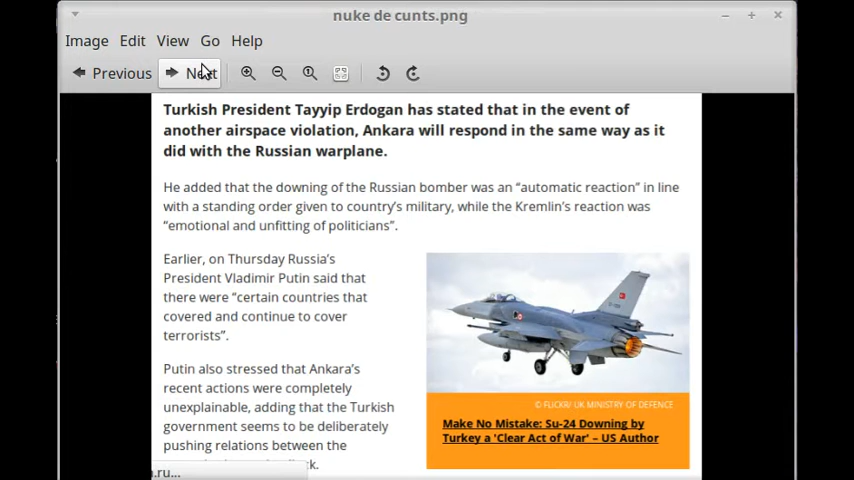 nuke de cunts.png
Image Edit View Go Help
Previous Next
Turkish President Tayyip Erdogan has stated that in the event of
another airspace violation, Ankara will respond in the same way as it
did with the Russian warplane.
He added that the downing of the Russian bomber was an “automatic reaction” in line
with a standing order given to country’s military, while the Kremlin’s reaction was
“emotional and unfitting of politicians”.
Earlier, on Thursday Russia’s
President Vladimir Putin said that
there were “certain countries that
covered and continue to cover
terrorists”.
Putin also stressed that Ankara’s
recent actions were completely
unexplainable, adding that the Turkish
government seems to be deliberately
pushing relations between the
© FLICKR/ UK MINISTRY OF DEFENCE
Make No Mistake: Su-24 Downing by
Turkey a 'Clear Act of War' – US Author